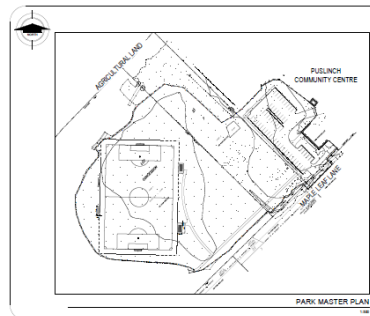 AGRICULTURAL LAND
PUSLINCH
COMMUNITY CENTRE
MAPLE LEAF LANE
PARK MASTER PLAN